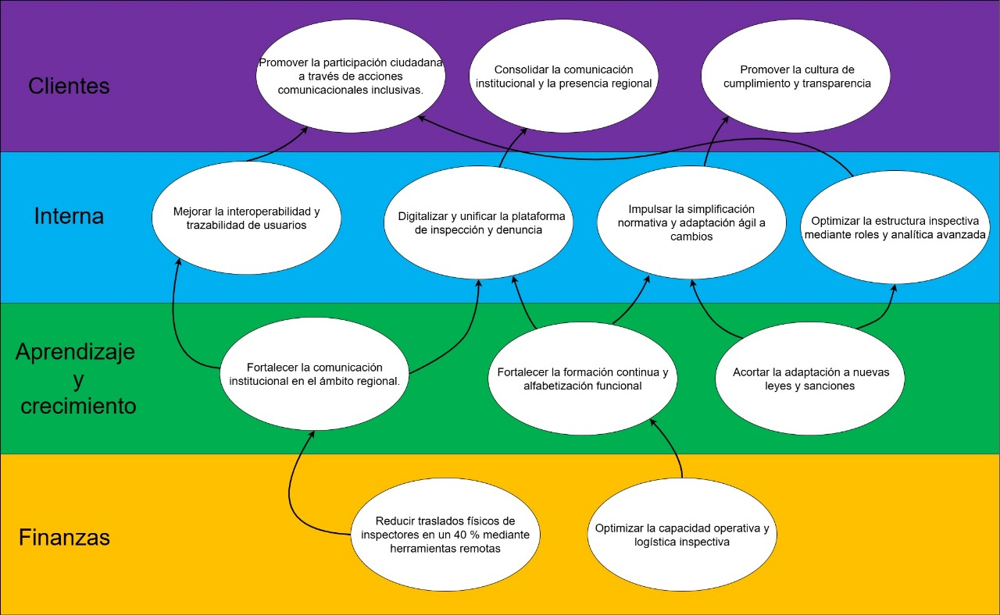 Clientes
Promover la participación ciudadana
a través de acciones
comunicacionales inclusivas.
Consolidar la comunicación
institucional y la presencia regional
Promover la cultura de
cumplimiento y transparencia
Interna
Mejorar la interoperabilidad y
trazabilidad de usuarios
Digitalizar y unificar la plataforma
de inspección y denuncia
Impulsar la simplificación
normativa y adaptación ágil a
cambios
Optimizar la estructura inspectiva
mediante roles y analítica avanzada
Aprendizaje
y
crecimiento
Fortalecer la comunicación
institucional en el ámbito regional.
Fortalecer la formación continua y
alfabetización funcional
Acortar la adaptación a nuevas
leyes y sanciones
Finanzas
Reducir traslados físicos de
inspectores en un 40 % mediante
herramientas remotas
Optimizar la capacidad operativa y
logística inspectiva